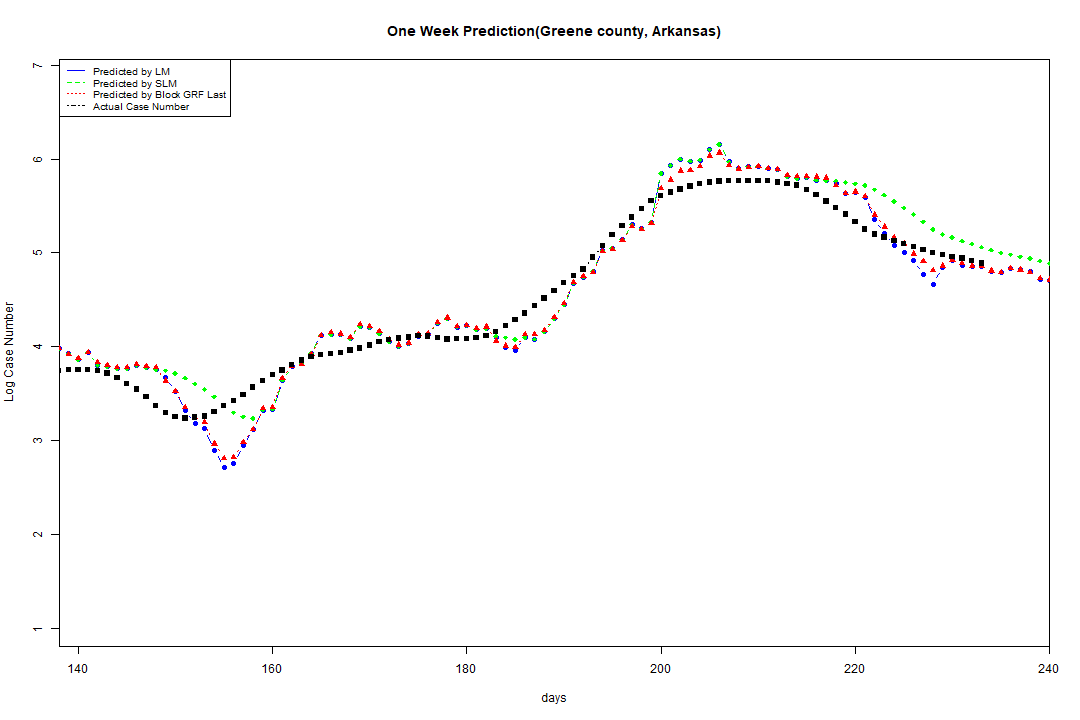 One Week Prediction(Greene county, Arkansas)
Predicted by LM
Predicted by SLM
Predicted by Block GRF Last
Actual Case Number
7
6
5
4
3
2
1
Log Case Number
140 160 180 200 220 240
days